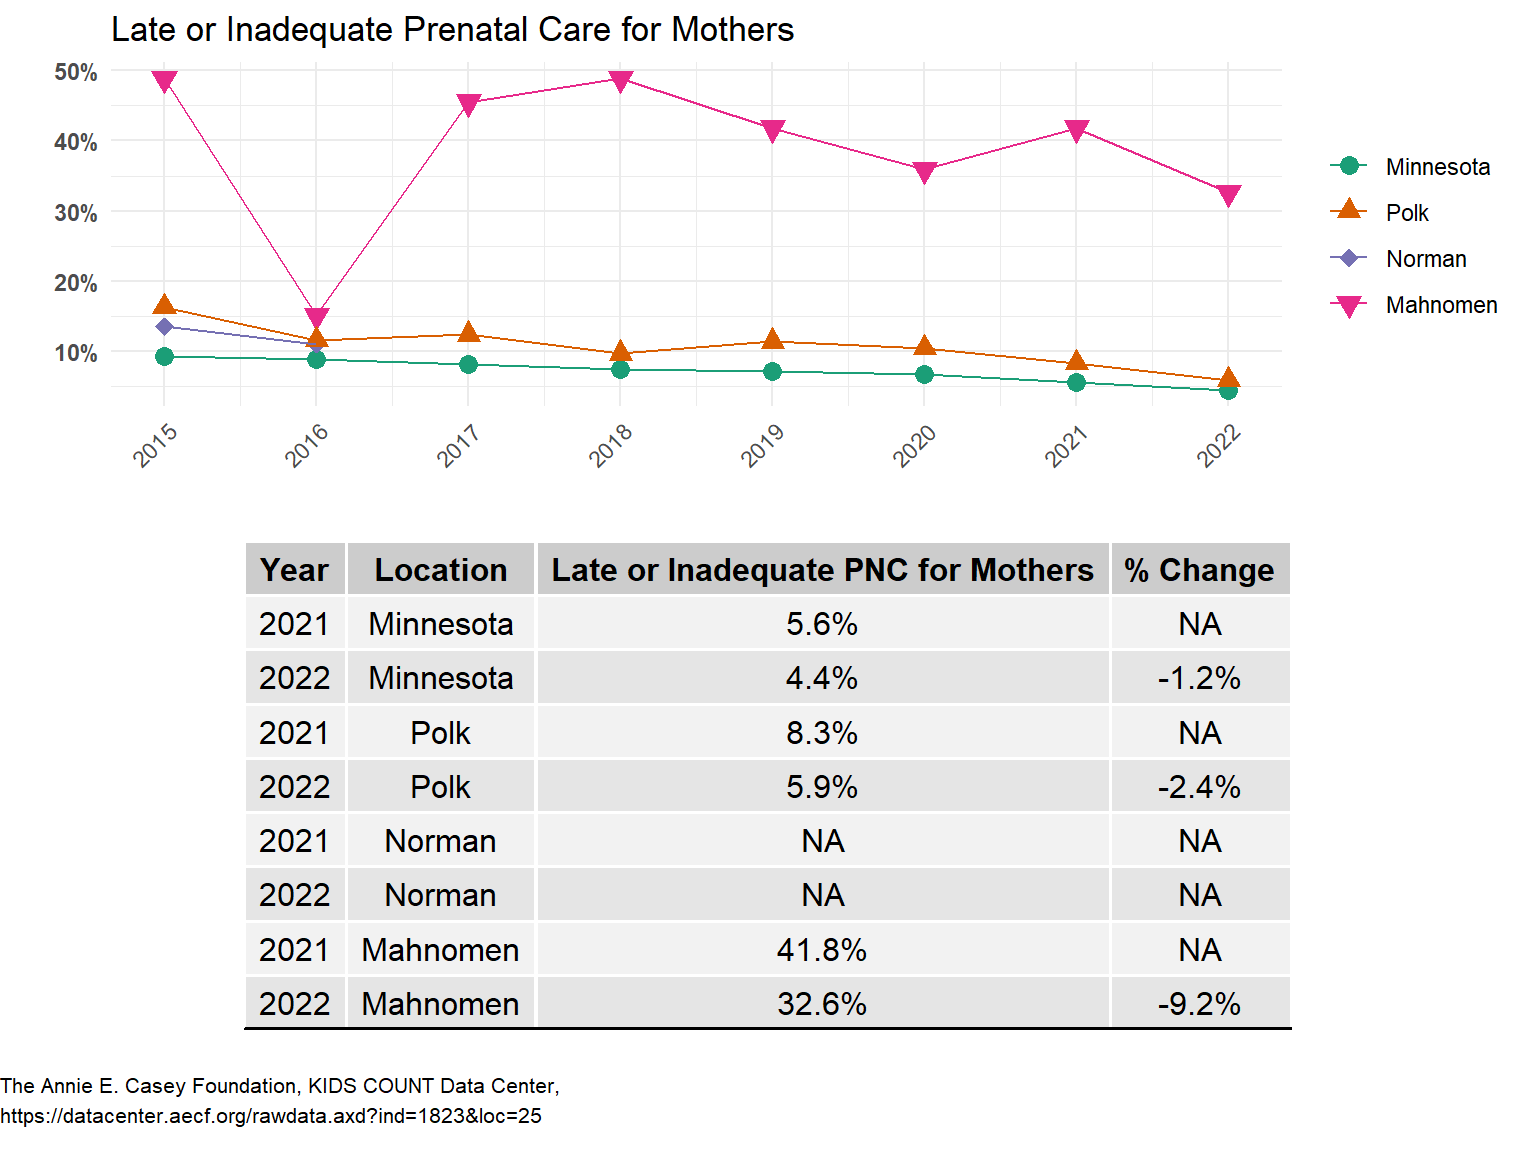 Late or Inadequate Prenatal Care for Mothers
50%
40%
30%
20%
10%
2015 2016 2017 2018 2019 2020 2021 2022
Minnesota
Polk
Norman
Mahnomen
Year Location Late or Inadequate PNC for Mothers % Change
2021 Minnesota 5.6% NA
2022 Minnesota 4.4% -1.2%
2021 Polk 8.3% NA
2022 Polk 5.9% -2.4%
2021 Norman NA NA
2022 Norman NA NA
2021 Mahnomen 41.8% NA
2022 Mahnomen 32.6% -9.2%
The Annie E. Casey Foundation, KIDS COUNT Data Center,
https://datacenter.aecf.org/rawdata.axd?ind=1823&loc=25